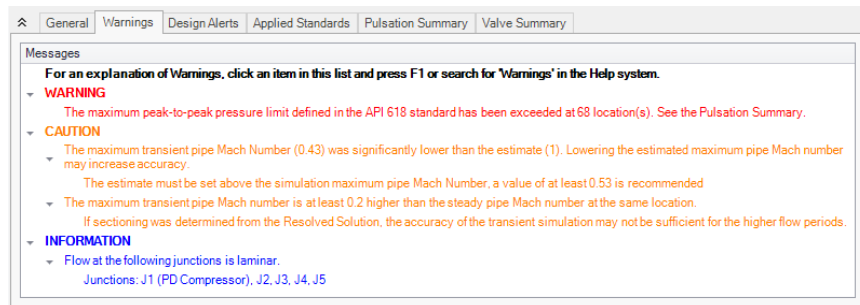 General Warnings Design Alerts Applied Standards Pulsation Summary Valve Summary
Messages
For an explanation of Warnings, click an item in this list and press F1 or search for 'Warnings' in the Help system.
WARNING
The maximum peak-to-peak pressure limit defined in the API 618 standard has been exceeded at 68 location(s). See the Pulsation Summary.
CAUTION
The maximum transient pipe Mach Number (0.43) was significantly lower than the estimate (1). Lowering the estimated maximum pipe Mach number
may increase accuracy.
The estimate must be set above the simulation maximum pipe Mach Number, a value of at least 0.53 is recommended
The maximum transient pipe Mach number is at least 0.2 higher than the steady pipe Mach number at the same location.
If sectioning was determined from the Resolved Solution, the accuracy of the transient simulation may not be sufficient for the higher flow periods.
INFORMATION
Flow at the following junctions is laminar.
Junctions: J1 (PD Compressor), J2, J3, J4, J5